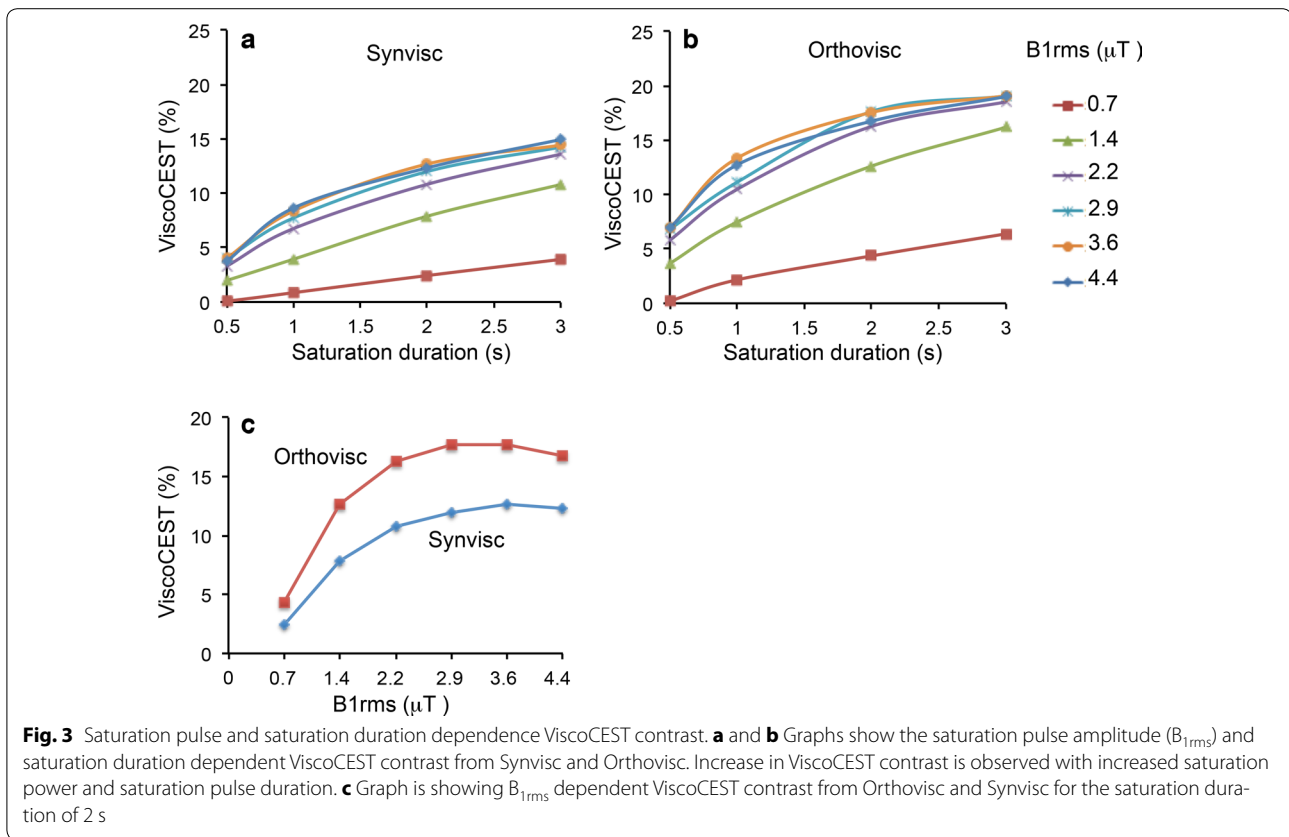 a
Synvisc
ViscoCEST (%)
25
20
15
10
5
0
0.5 1 1.5 2 2.5 3
Saturation duration (s)
b
Orthovisc
ViscoCEST (%)
25
20
15
10
5
0
0.5 1 1.5 2 2.5 3
Saturation duration (s)
B1rms (μT )
0.7
1.4
2.2
2.9
3.6
4.4
c
Orthovisc
Synvisc
ViscoCEST (%)
20
15
10
5
0
0 0.7 1.4 2.2 2.9 3.6 4.4
B1rms (μT )
Fig. 3 Saturation pulse and saturation duration dependence ViscoCEST contrast. a and b Graphs show the saturation pulse amplitude (B1rms) and
saturation duration dependent ViscoCEST contrast from Synvisc and Orthovisc. Increase in ViscoCEST contrast is observed with increased saturation
power and saturation pulse duration. c Graph is showing B1rms dependent ViscoCEST contrast from Orthovisc and Synvisc for the saturation dura-
tion of 2 s